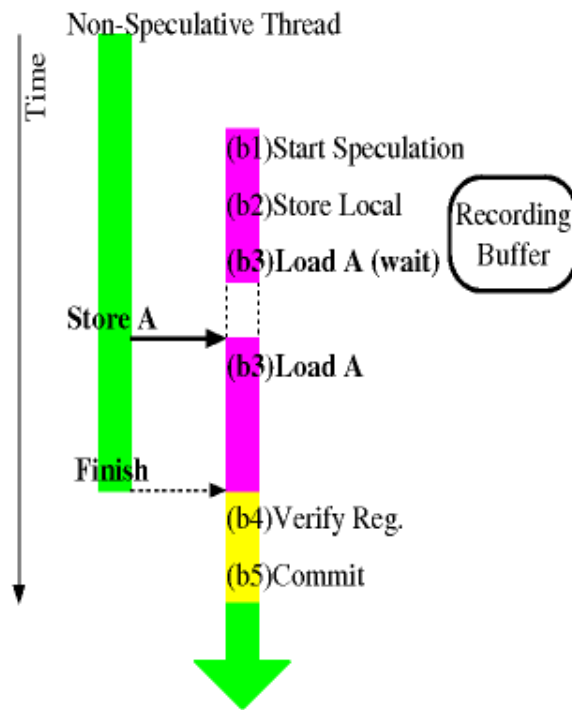 Non-Speculative Thread
Time
(b1)Start Speculation
(b2)Store Local
Recording
Buffer
(b3)Load A (wait)
Store A
(b3)Load A
Finish
(b4)Verify Reg.
(b5)Commit